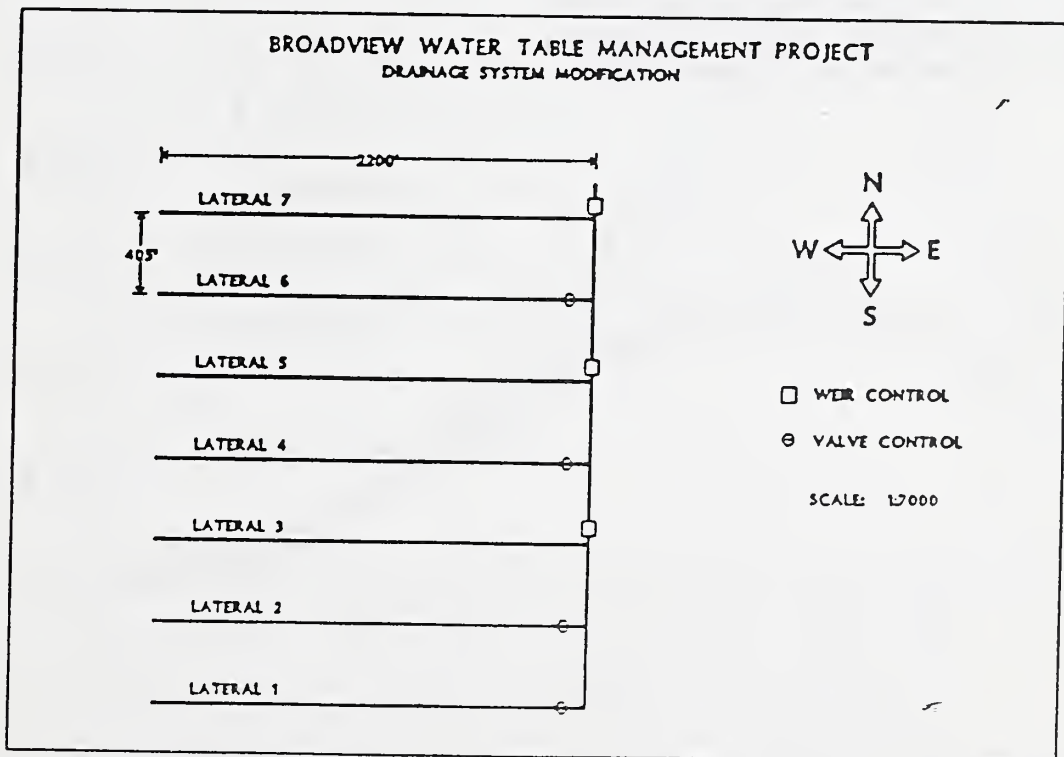 BROADVIEW WATER TABLE MANAGEMENT PROJECT
DRAINAGE SYSTEM MODIFICATION
2200'
LATERAL 7
405'
LATERAL 6
LATERAL 5
LATERAL 4
LATERAL 3
LATERAL 2
LATERAL 1
N
W E
S
WEIR CONTROL
VALVE CONTROL
SCALE: 1:7000